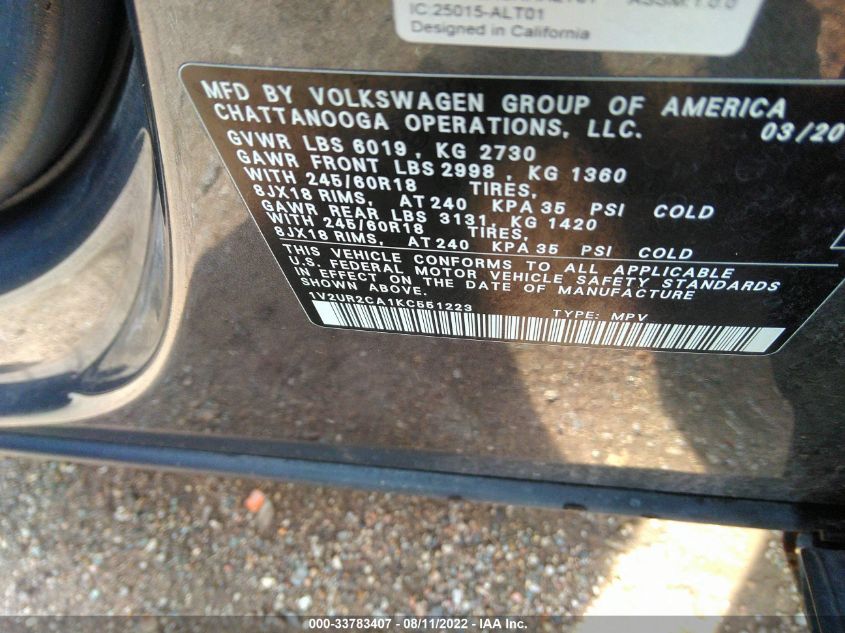 IC:25015-ALT01
Designed in California
MFD BY VOLKSWAGEN GROUP OF AMERICA
CHATTANOOGA OPERATIONS, LLC. 03/20
GVWR LBS 6019 , KG 2730
GAWR FRONT LBS 2998 , KG 1360
WITH 245/60R18 TIRES,
8JX18 RIMS, AT 240 KPA 35 PSI COLD
GAWR REAR LBS 3131, KG 1420
WITH 245/60R18 TIRES,
8JX18 RIMS, AT 240 KPA 35 PSI COLD
THIS VEHICLE CONFORMS TO ALL APPLICABLE
U.S. FEDERAL MOTOR VEHICLE SAFETY STANDARDS
IN EFFECT ON THE DATE OF MANUFACTURE
SHOWN ABOVE.
1V2UR2CA1KC551223 TYPE: MPV
000-33783407 - 08/11/2022 - IAA Inc.